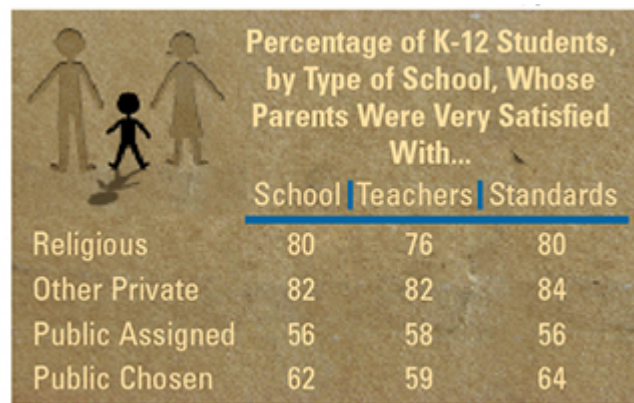 Percentage of K-12 Students,
by Type of School, Whose
Parents Were Very Satisfied
With...
School Teachers Standards
Religious 80 76 80
Other Private 82 82 84
Public Assigned 56 58 56
Public Chosen 62 59 64